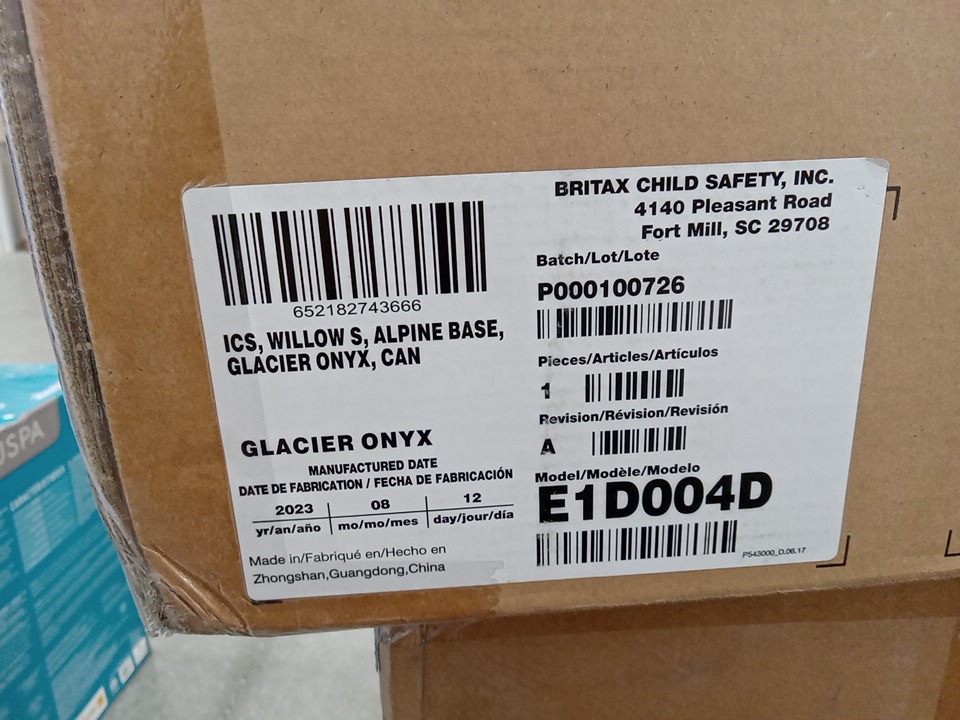 BRITAX CHILD SAFETY, INC.
4140 Pleasant Road
Fort Mill, SC 29708
652182743666
ICS, WILLOW S, ALPINE BASE,
GLACIER ONYX, CAN
Batch/Lot/Lote
P000100726
Pieces/Articles/Artículos
1
Revision/Révision/Revisión
A
Model/Modèle/Modelo
E1D004D
P543000_D.06.17
GLACIER ONYX
MANUFACTURED DATE
DATE DE FABRICATION / FECHA DE FABRICACIÓN
2023 08 12
yr/an/año mo/mo/mes day/jour/día
Made in/Fabriqué en/Hecho en
Zhongshan,Guangdong,China
USPA